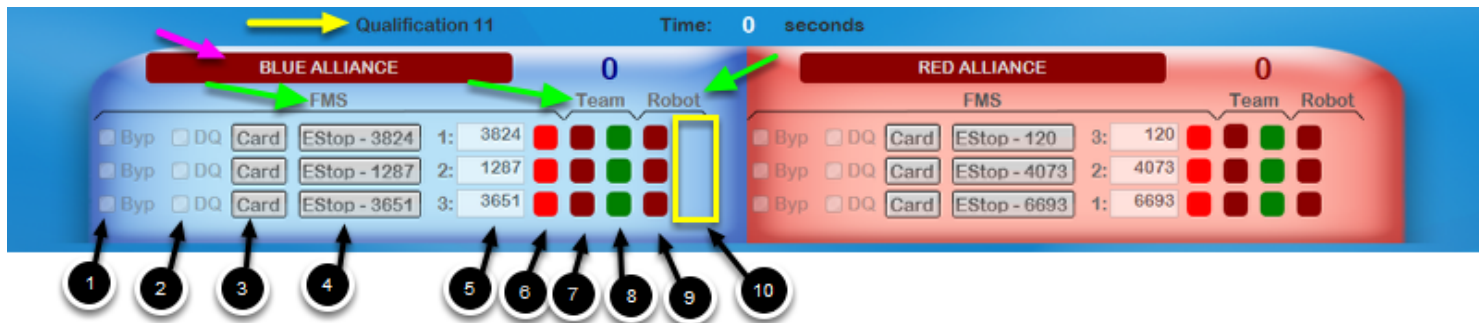 Qualification 11 Time: 0 seconds
BLUE ALLIANCE 0 RED ALLIANCE 0
FMS Team Robot FMS Team Robot
Byp DQ Card EStop - 3824 1: 3824 Byp DQ Card EStop - 120 3: 120
Byp DQ Card EStop - 1287 2: 1287 Byp DQ Card EStop - 4073 2: 4073
Byp DQ Card EStop - 3651 3: 3651 Byp DQ Card EStop - 6693 1: 6693
1 2 3 4 5 6 7 8 9 10